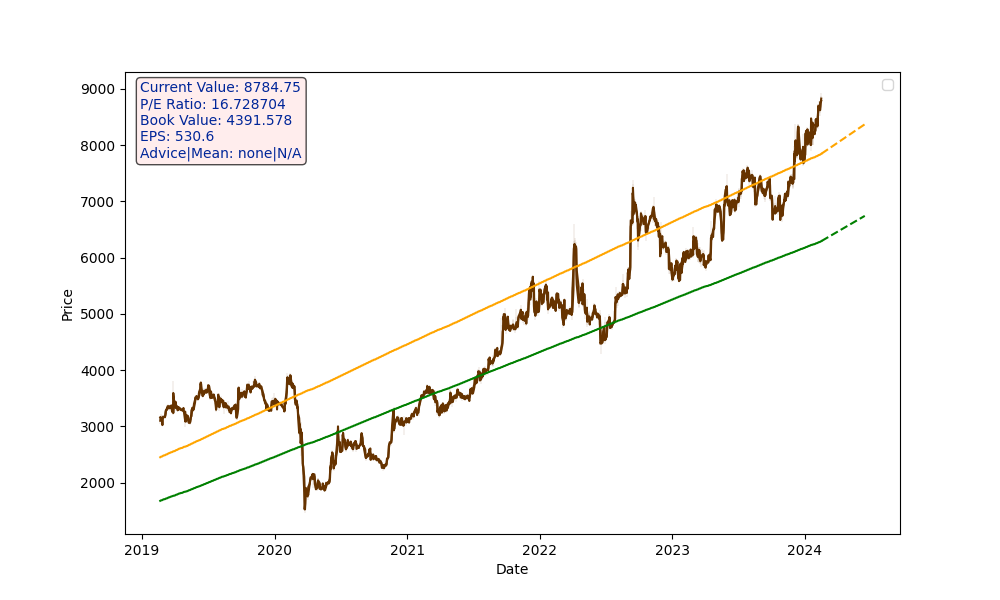 Current Value: 8784.75
P/E Ratio: 16.728704
Book Value: 4391.578
EPS: 530.6
Advice|Mean: none|N/A
9000
8000
7000
6000
5000
4000
3000
2000
Price
2019 2020 2021 2022 2023 2024
Date